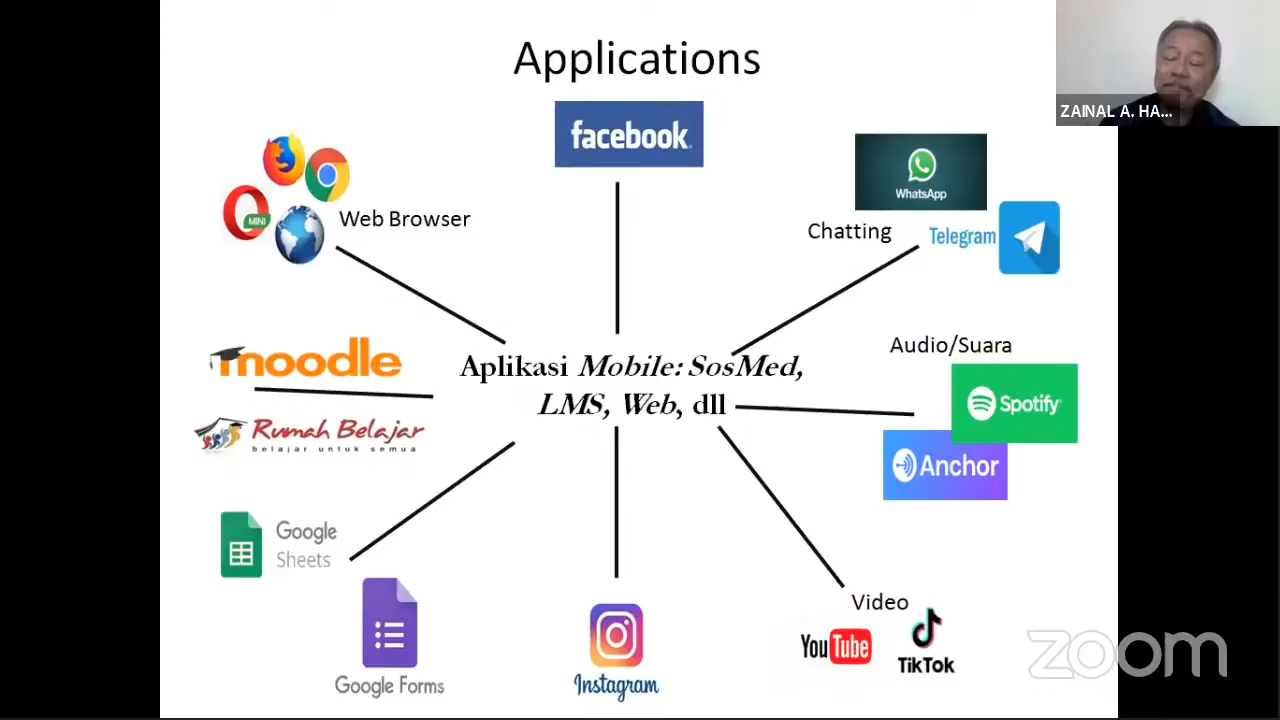 Applications
facebook
ZAINAL A. HA...
WhatsApp
MINI
Web Browser
Chatting
Telegram
moodle
Audio/Suara
Aplikasi Mobile: SosMed,
LMS, Web, dll
Spotify
Rumah Belajar
belajar untuk semua
Anchor
Google
Sheets
Video
YouTube
TikTok
Google Forms
Instagram
zoom